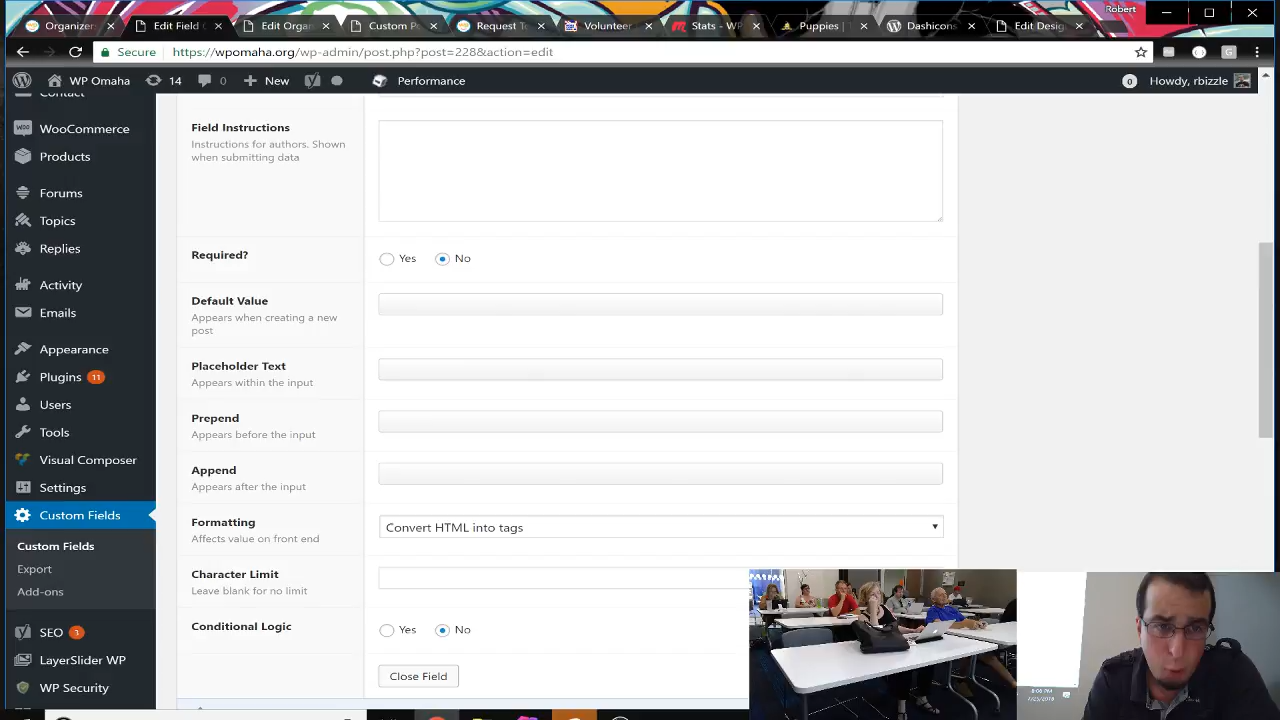 Robert
Organizer
Edit Field
Edit Organ
Custom P
Request T
Volunteer
Stats - WP
Puppies |
Dashicons
Edit Desig
Secure
https://wpomaha.org/wp-admin/post.php?post=228&action=edit
WP Omaha
14
0
New
Performance
0
Howdy, rbizzle
Contact
WooCommerce
Products
Forums
Topics
Replies
Activity
Emails
Appearance
Plugins 11
Users
Tools
Visual Composer
Settings
Custom Fields
Custom Fields
Export
Add-ons
SEO 3
LayerSlider WP
WP Security
Field Instructions
Instructions for authors. Shown
when submitting data
Required?
Yes
No
Default Value
Appears when creating a new
post
Placeholder Text
Appears within the input
Prepend
Appears before the input
Append
Appears after the input
Formatting
Affects value on front end
Convert HTML into tags
Character Limit
Leave blank for no limit
Conditional Logic
Yes
No
Close Field
8:06 PM
7/25/2018